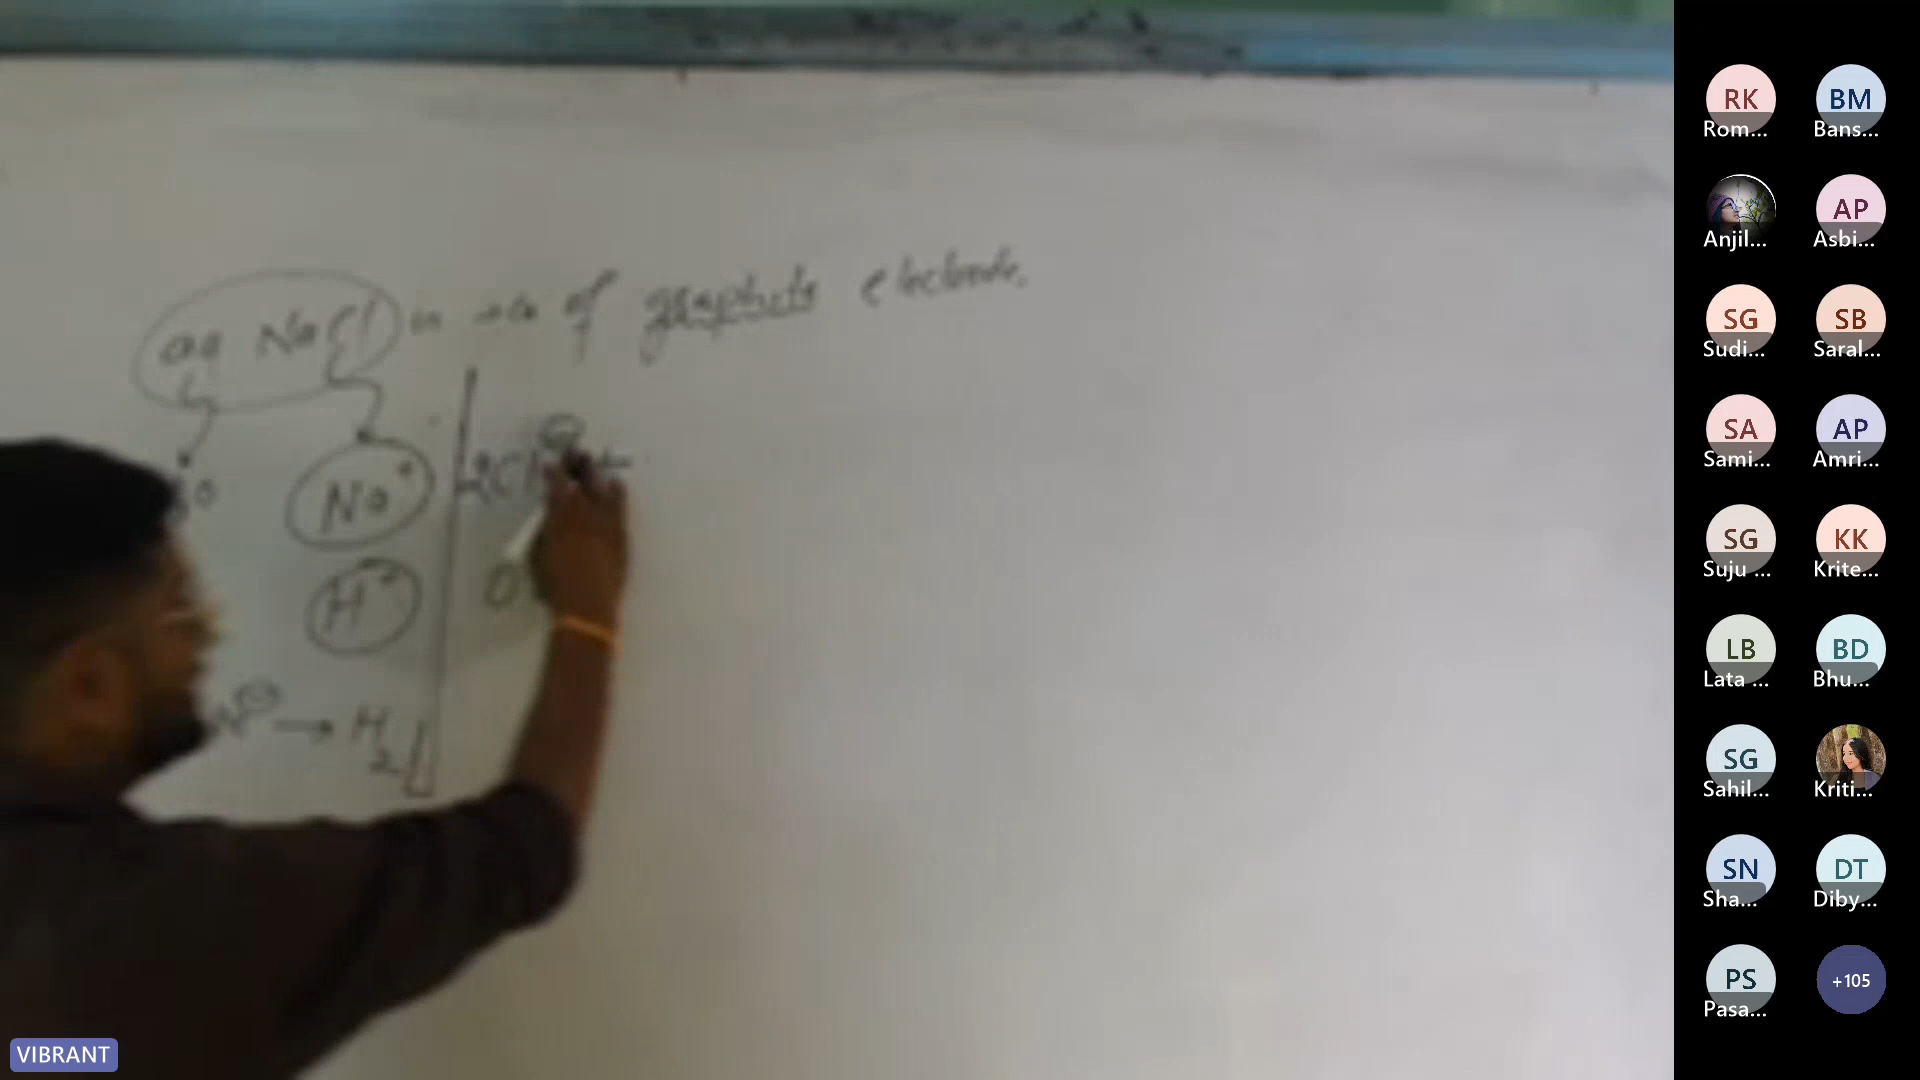 aq NaCl in use of graphite electrode.
Na⁺
2Cl
H⁺
→ H₂
RK
Rom...
BM
Bans...
Anjil...
AP
Asbi...
SG
Sudi...
SB
Saral...
SA
Sami...
AP
Amri...
SG
Suju ...
KK
Krite...
LB
Lata ...
BD
Bhu...
SG
Sahil...
Kriti...
SN
Sha...
DT
Diby...
PS
Pasa...
+105
VIBRANT